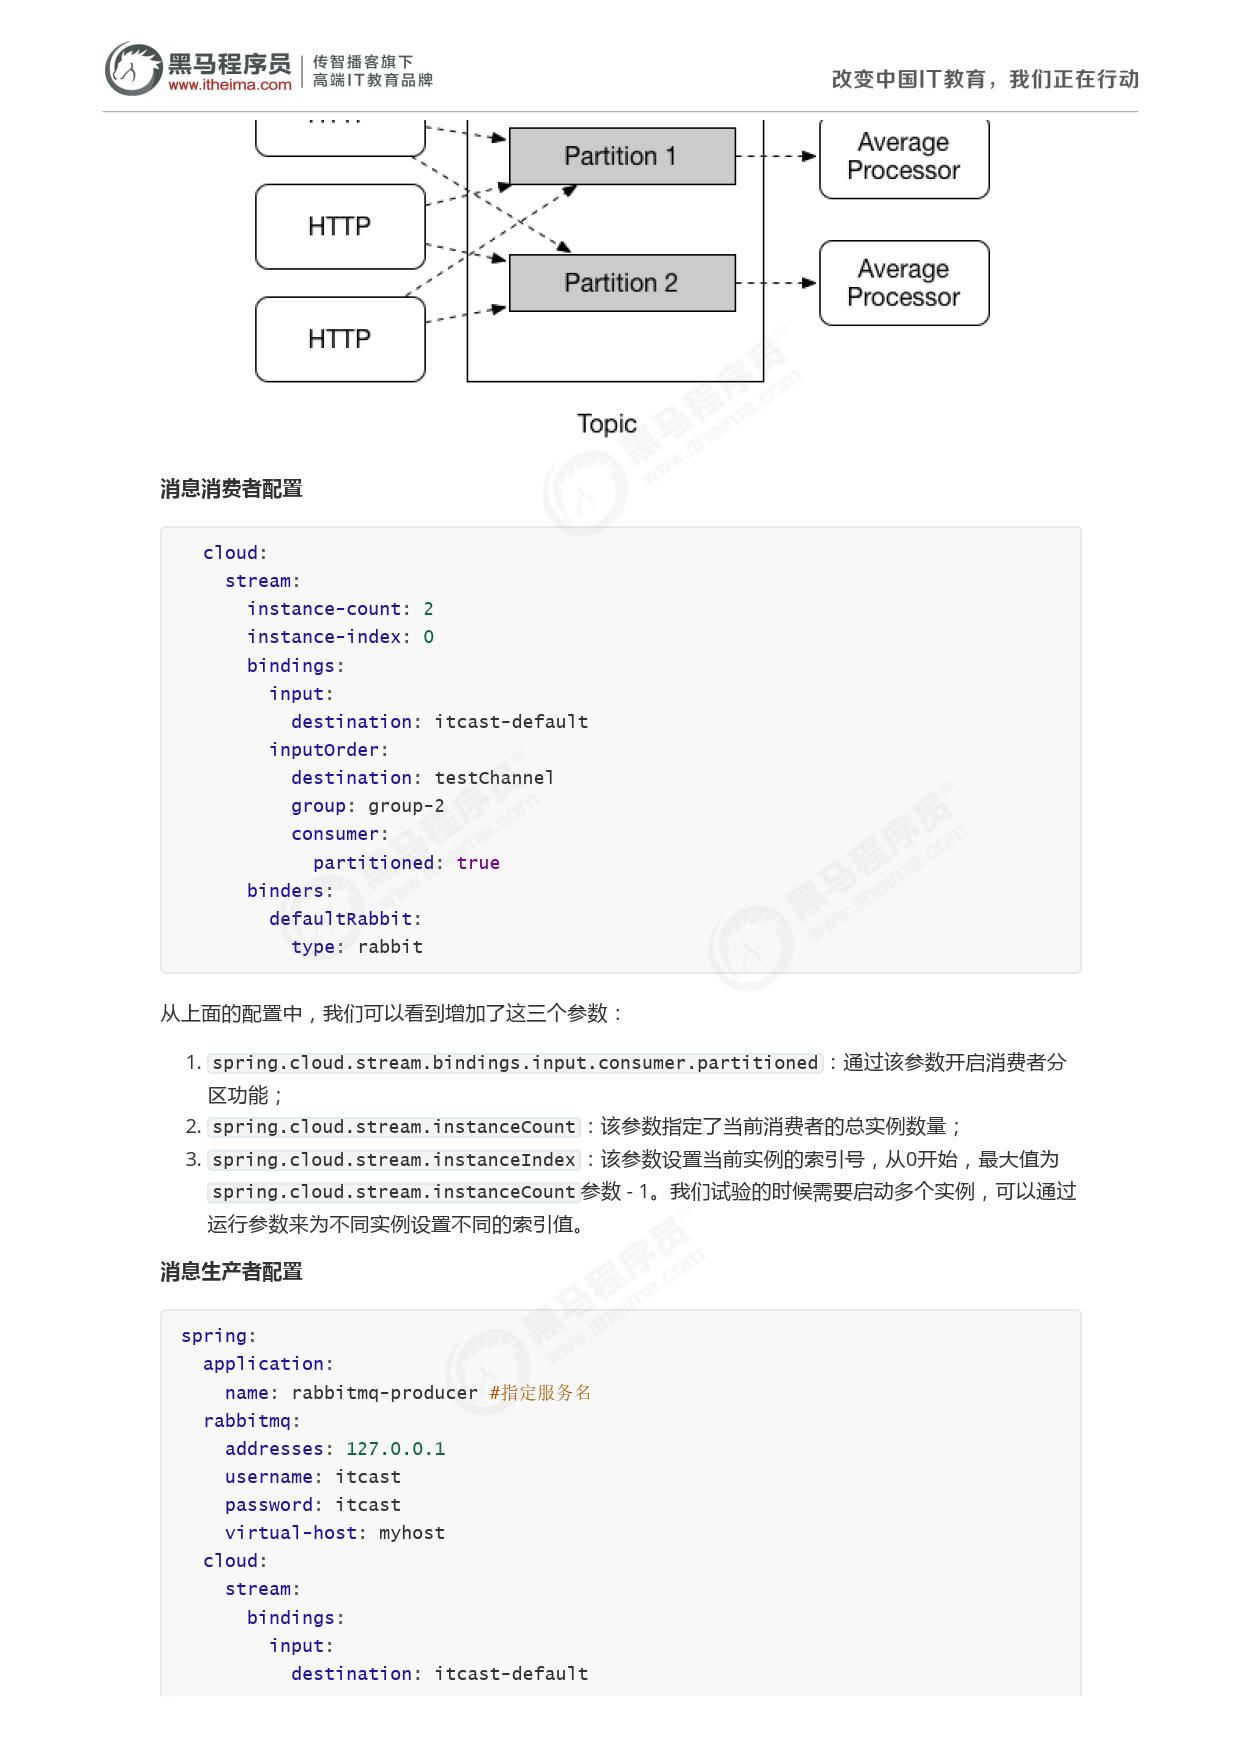 黑马程序员
www.itheima.com
传智播客旗下
高端IT教育品牌
改变中国IT教育，我们正在行动
Partition 1
Average
Processor
HTTP
Partition 2
Average
Processor
HTTP
Topic
消息消费者配置
cloud:
stream:
instance-count: 2
instance-index: 0
bindings:
input:
destination: itcast-default
inputOrder:
destination: testChannel
group: group-2
consumer:
partitioned: true
binders:
defaultRabbit:
type: rabbit
从上面的配置中，我们可以看到增加了这三个参数：
1. spring.cloud.stream.bindings.input.consumer.partitioned ：通过该参数开启消费者分
区功能；
2. spring.cloud.stream.instanceCount ：该参数指定了当前消费者的总实例数量；
3. spring.cloud.stream.instanceIndex ：该参数设置当前实例的索引号，从0开始，最大值为
spring.cloud.stream.instanceCount参数 - 1。我们试验的时候需要启动多个实例，可以通过
运行参数来为不同实例设置不同的索引值。
消息生产者配置
spring:
application:
name: rabbitmq-producer #指定服务名
rabbitmq:
addresses: 127.0.0.1
username: itcast
password: itcast
virtual-host: myhost
cloud:
stream:
bindings:
input:
destination: itcast-default